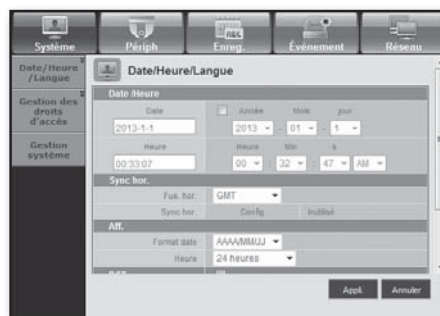 Système Périph Enreg. Événement Réseau
Date/Heure
/Langue
Gestion des
droits
d'accès
Gestion
système
Date/Heure/Langue
Date /Heure
Date Année Mois jour
2013-1-1 2013 - 01 - 1
Heure Heure Min s
00:33:07 00 : 32 : 47 AM
Sync hor.
Fus. hor. GMT
Sync hor. Config Inutilisé
Aff.
Format date AAAA/MM/JJ
Heure 24 heures
Appl. Annuler